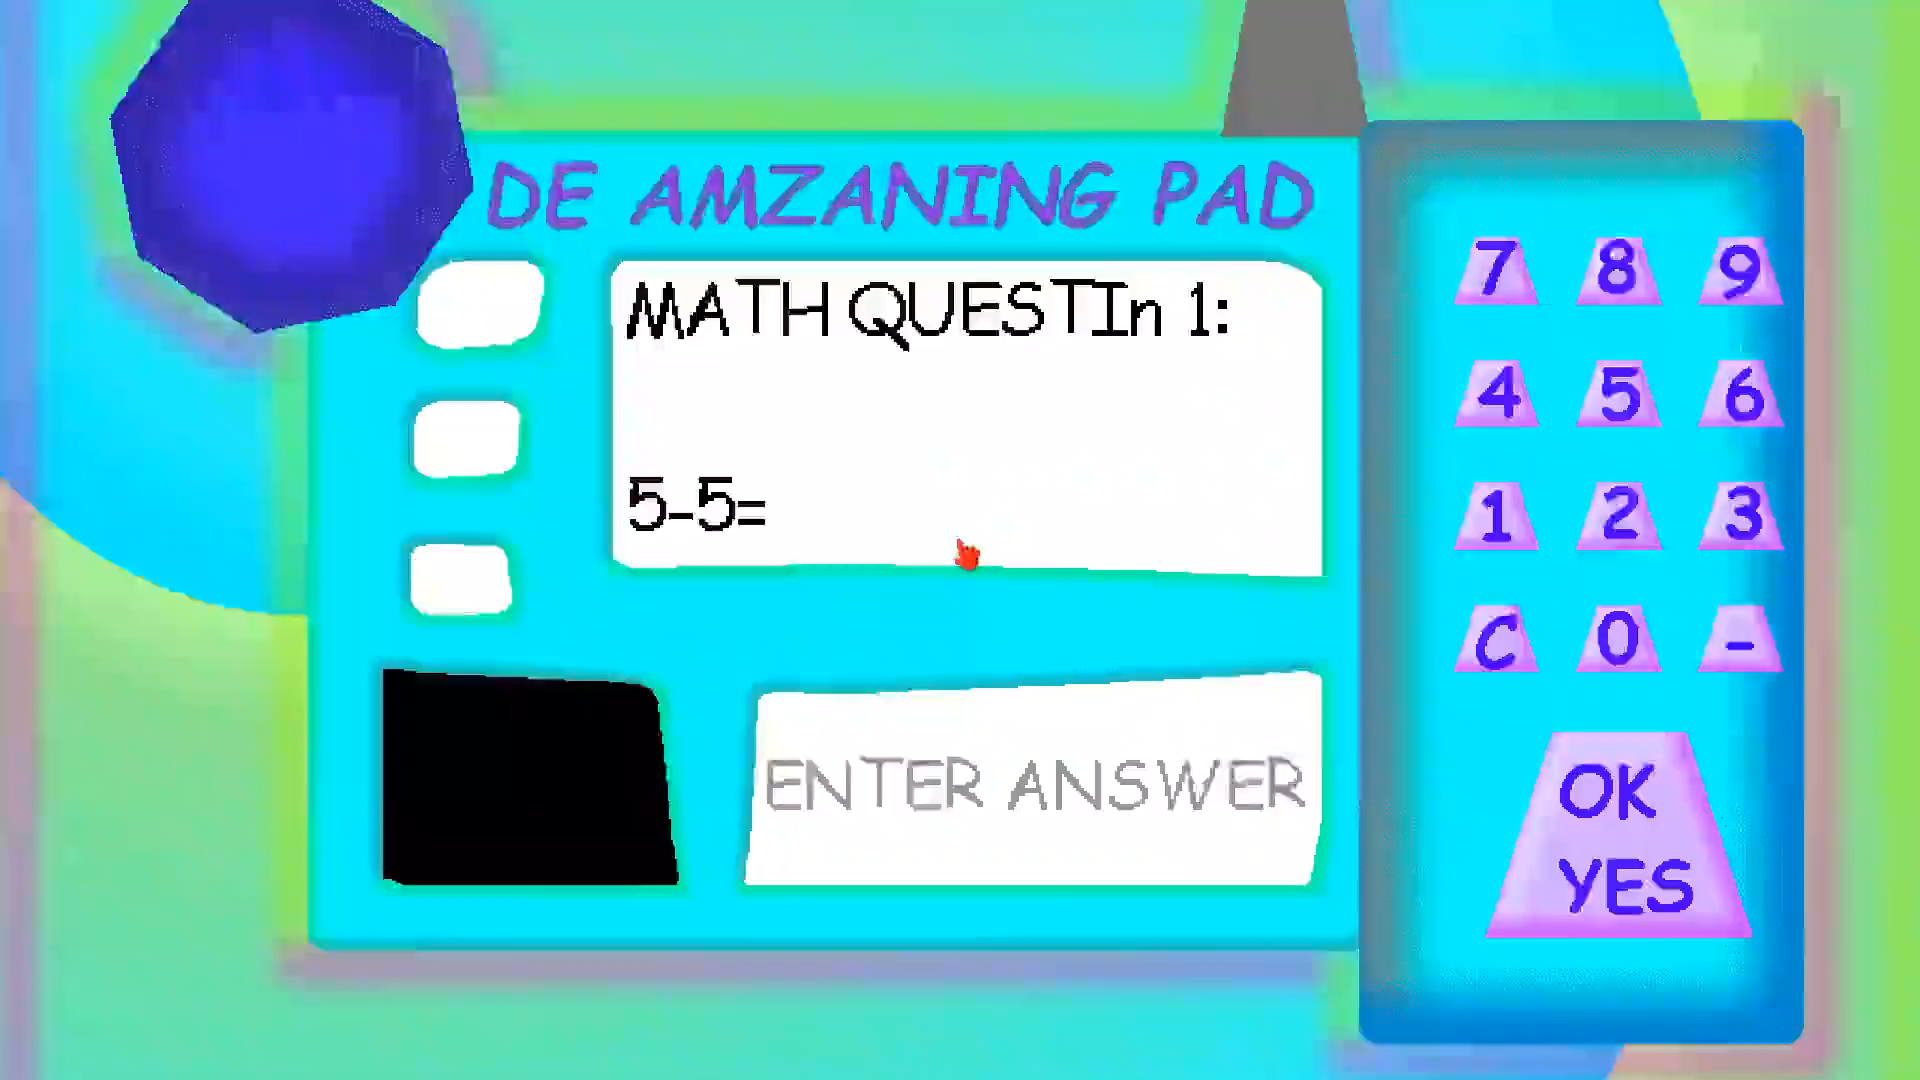 DE AMZANING PAD
MATH QUESTIn 1:
5-5=
ENTER ANSWER
7 8 9
4 5 6
1 2 3
C 0 -
OK
YES